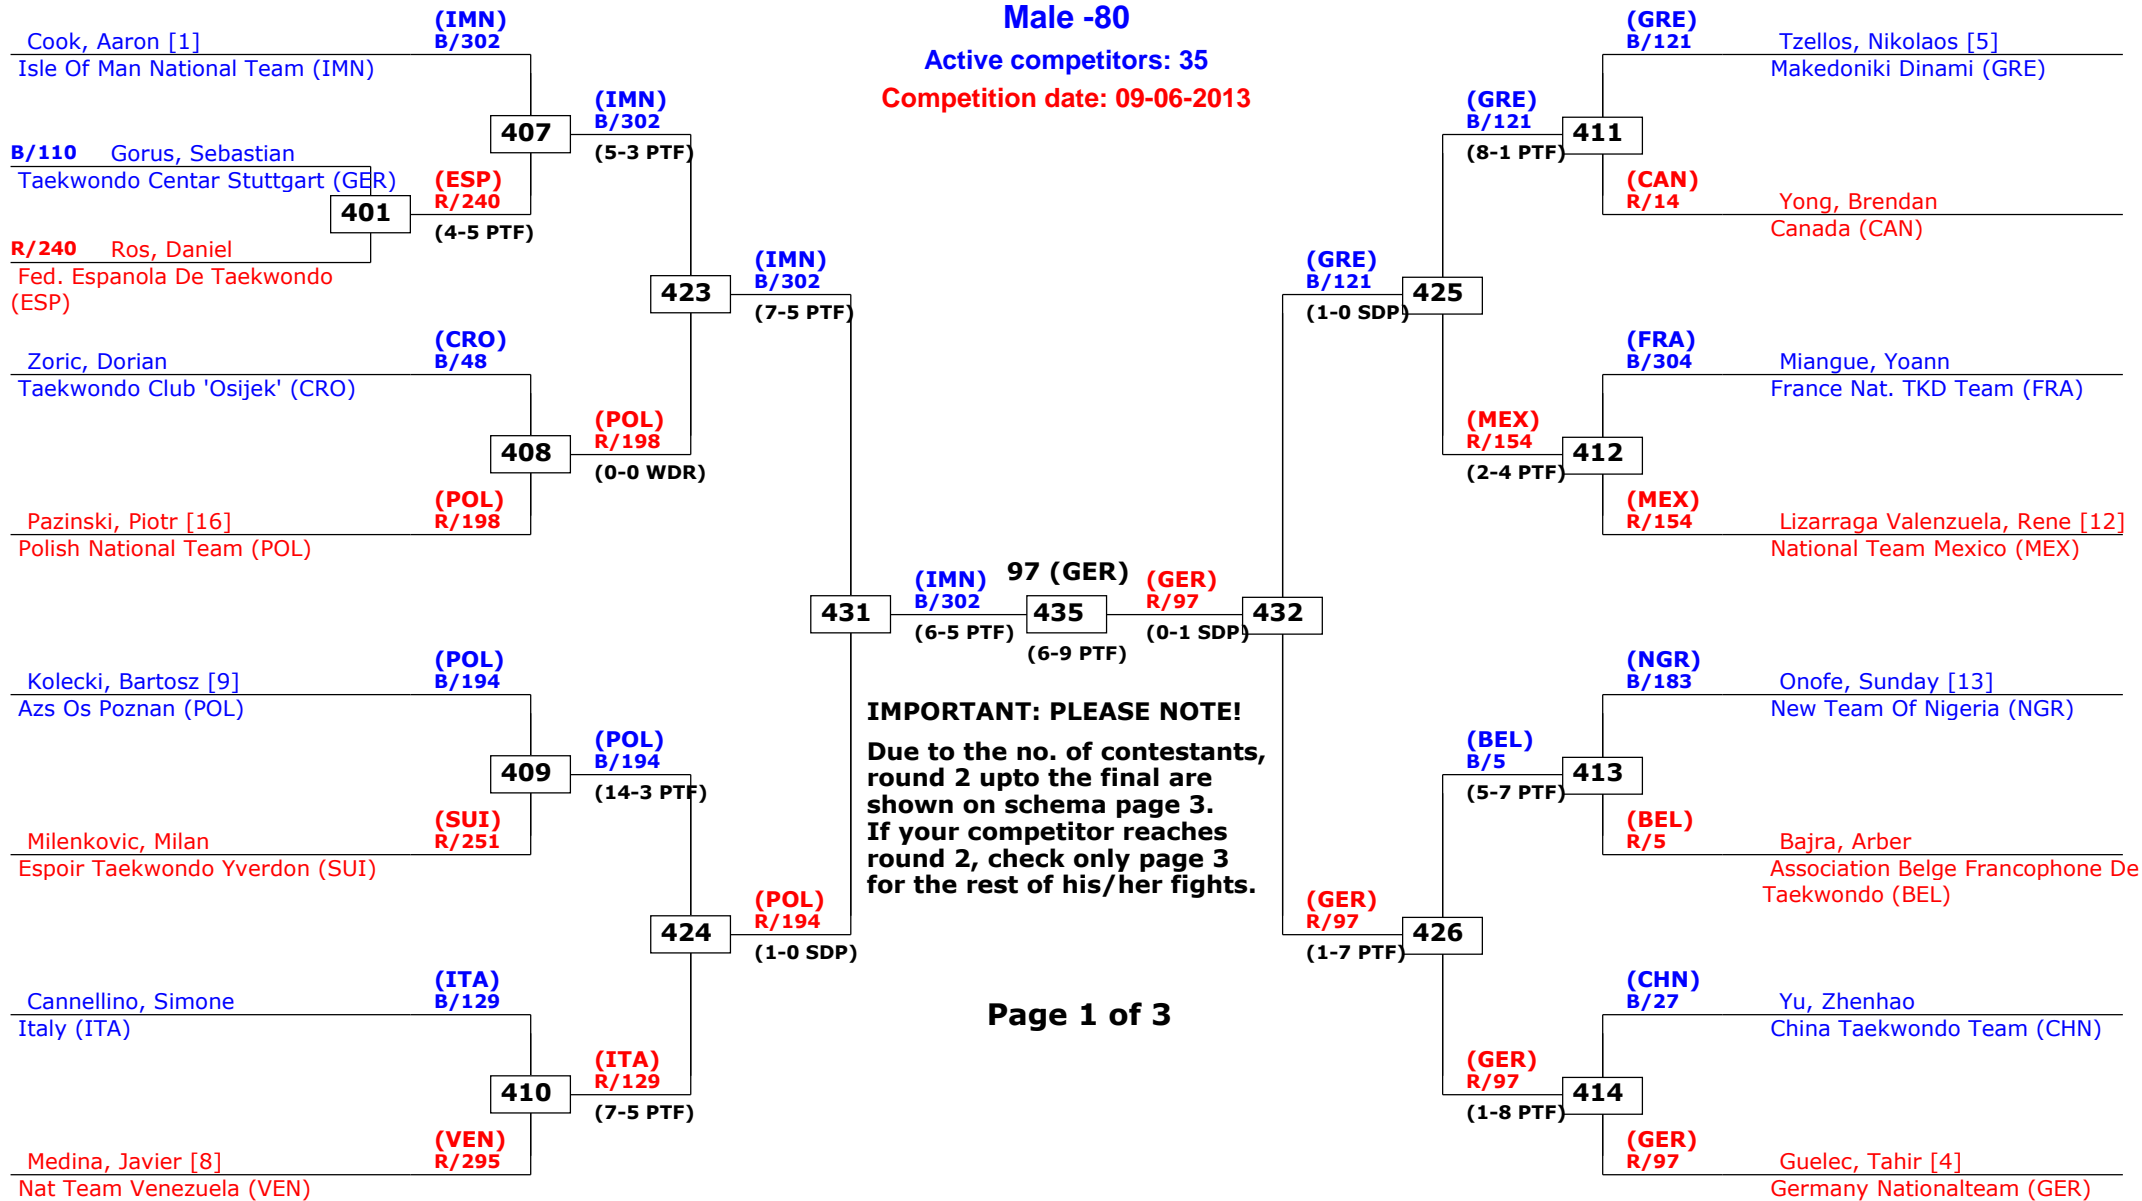 Male -80
Active competitors: 35
Competition date: 09-06-2013
(IMN)
Cook, Aaron [1] B/302
Isle Of Man National Team (IMN)
407
(IMN)
B/302
(5-3 PTF)
B/110 Gorus, Sebastian
Taekwondo Centar Stuttgart (GER)
401
(ESP)
R/240
(4-5 PTF)
R/240 Ros, Daniel
Fed. Espanola De Taekwondo
(ESP)
423
(IMN)
B/302
(7-5 PTF)
(CRO)
Zoric, Dorian B/48
Taekwondo Club 'Osijek' (CRO)
408
(POL)
R/198
(0-0 WDR)
(POL)
Pazinski, Piotr [16] R/198
Polish National Team (POL)
431
(IMN)
B/302
(6-5 PTF)
97 (GER)
435
(6-9 PTF)
(GER)
R/97
(0-1 SDP)
432
(POL)
Kolecki, Bartosz [9] B/194
Azs Os Poznan (POL)
409
(POL)
B/194
(14-3 PTF)
(SUI)
Milenkovic, Milan R/251
Espoir Taekwondo Yverdon (SUI)
424
(POL)
R/194
(1-0 SDP)
(ITA)
Cannellino, Simone B/129
Italy (ITA)
410
(ITA)
R/129
(7-5 PTF)
(VEN)
Medina, Javier [8] R/295
Nat Team Venezuela (VEN)
IMPORTANT: PLEASE NOTE!
Due to the no. of contestants,
round 2 upto the final are
shown on schema page 3.
If your competitor reaches
round 2, check only page 3
for the rest of his/her fights.
Page 1 of 3
(GRE)
B/121 Tzellos, Nikolaos [5]
Makedoniki Dinami (GRE)
(GRE)
B/121
(8-1 PTF)
411
(CAN)
R/14 Yong, Brendan
Canada (CAN)
(GRE)
B/121
(1-0 SDP)
425
(FRA)
B/304 Miangue, Yoann
France Nat. TKD Team (FRA)
(MEX)
R/154
(2-4 PTF)
412
(MEX)
R/154 Lizarraga Valenzuela, Rene [12]
National Team Mexico (MEX)
(NGR)
B/183 Onofe, Sunday [13]
New Team Of Nigeria (NGR)
(BEL)
B/5
(5-7 PTF)
413
(BEL)
R/5 Bajra, Arber
Association Belge Francophone De
Taekwondo (BEL)
(GER)
R/97
(1-7 PTF)
426
(CHN)
B/27 Yu, Zhenhao
China Taekwondo Team (CHN)
(GER)
R/97
(1-8 PTF)
414
(GER)
R/97 Guelec, Tahir [4]
Germany Nationalteam (GER)